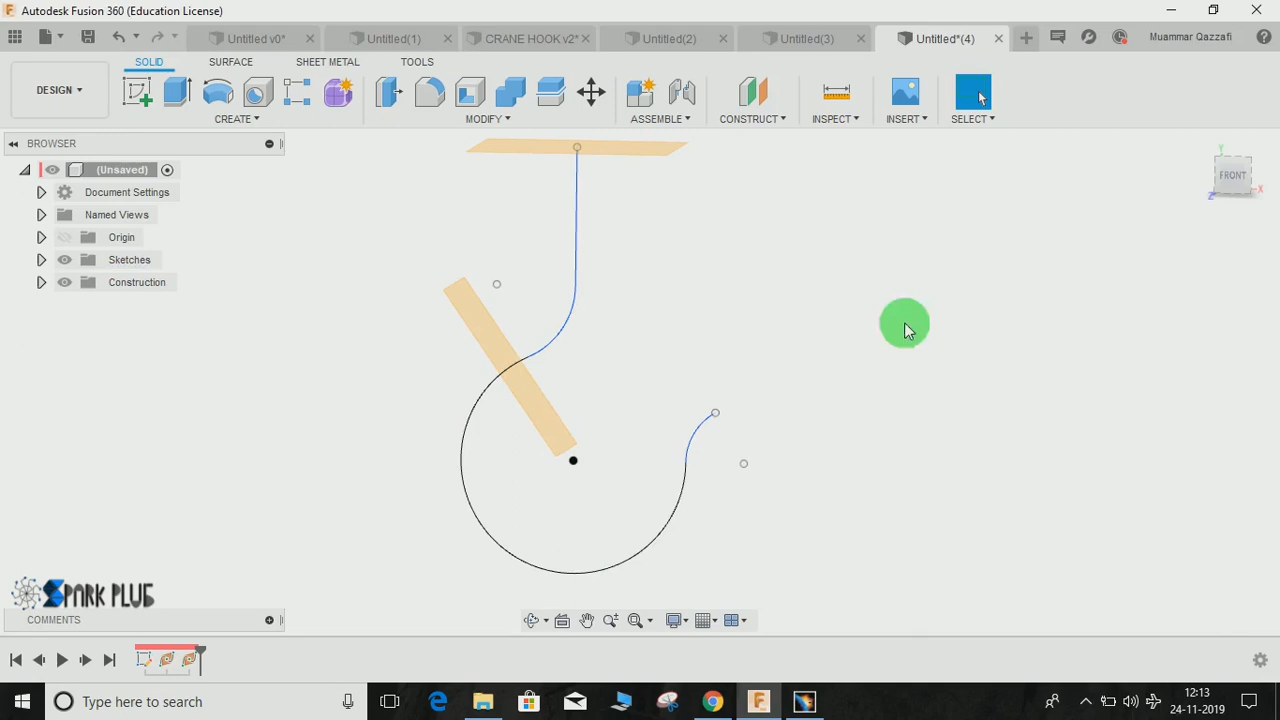 Autodesk Fusion 360 (Education License)
Untitled v0*
Untitled(1)
CRANE HOOK v2*
Untitled(2)
Untitled(3)
Untitled*(4)
Muammar Qazzafi
DESIGN
SOLID
SURFACE
SHEET METAL
TOOLS
CREATE
MODIFY
ASSEMBLE
CONSTRUCT
INSPECT
INSERT
SELECT
BROWSER
(Unsaved)
Document Settings
Named Views
Origin
Sketches
Construction
Y
FRONT
Z
X
SPARK PLUG
COMMENTS
Type here to search
12:13
24-11-2019